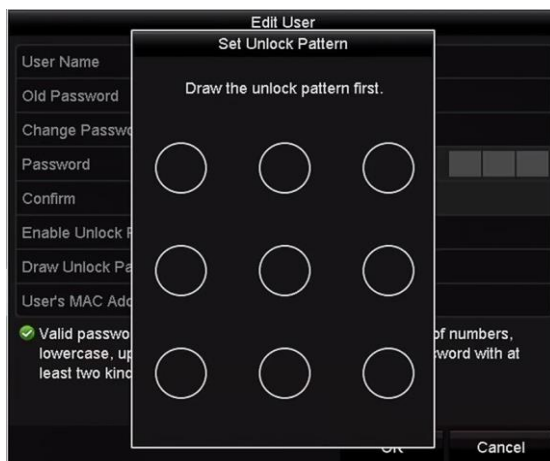 Edit User
Set Unlock Pattern
Draw the unlock pattern first.
User Name
Old Password
Change Passwo
Password
Confirm
Enable Unlock
Draw Unlock Pa
User's MAC Add
Valid passwo of numbers,
lowercase, up word with at
least two kind
Cancel